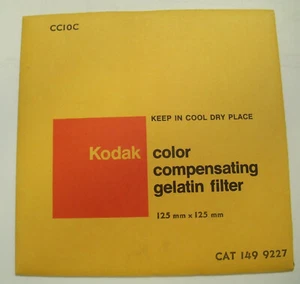 CC10C
KEEP IN COOL DRY PLACE
Kodak color
compensating
gelatin filter
125 mm x 125 mm
CAT 149 9227